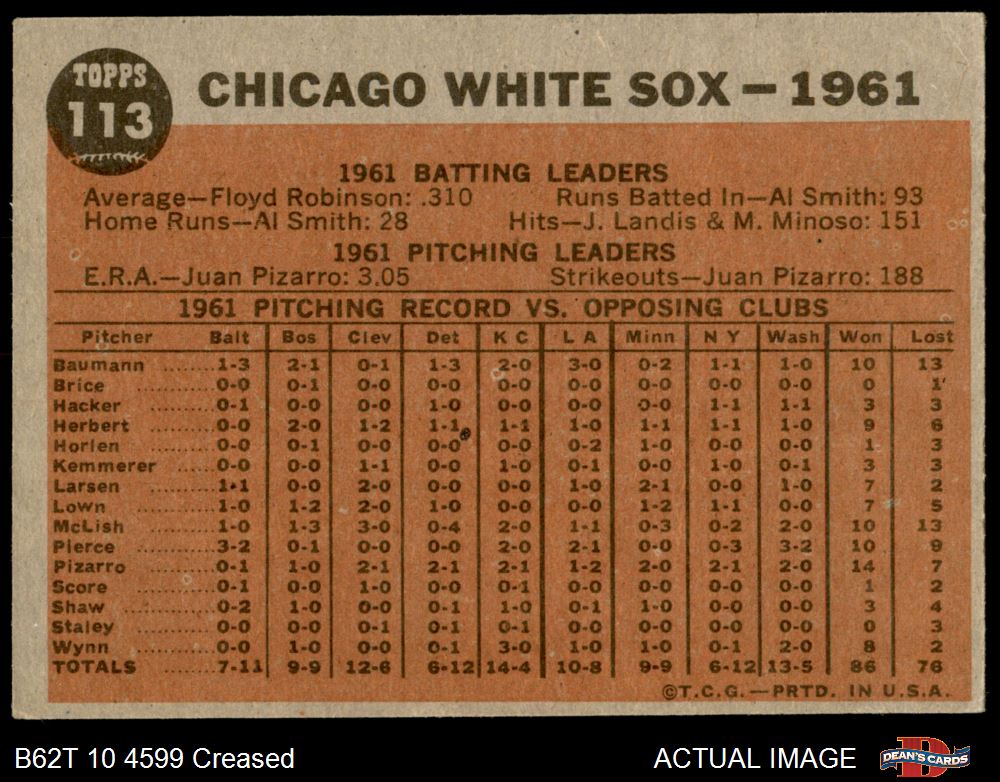 TOPPS
113
CHICAGO WHITE SOX — 1961
1961 BATTING LEADERS
Average—Floyd Robinson: .310 Runs Batted In—Al Smith: 93
Home Runs—Al Smith: 28 Hits—J. Landis & M. Minoso: 151
1961 PITCHING LEADERS
E.R.A.—Juan Pizarro: 3.05 Strikeouts—Juan Pizarro: 188
1961 PITCHING RECORD VS. OPPOSING CLUBS
Pitcher Balt Bos Clev Det K C L A Minn N Y Wash Won Lost
Baumann ....... 1-3 2-1 0-1 1-3 2-0 3-0 0-2 1-1 1-0 10 13
Brice ......... 0-0 0-1 0-0 0-0 0-0 0-0 0-0 0-0 0-0 0 1
Hacker ........ 0-1 0-0 0-0 1-0 0-0 0-0 0-0 1-1 1-1 3 3
Herbert ....... 0-0 2-0 1-2 1-1 1-1 1-0 1-1 1-1 1-0 9 6
Horlen ........ 0-0 0-1 0-0 0-0 0-0 0-2 1-0 0-0 0-0 1 3
Kemmerer ...... 0-0 0-0 1-1 0-0 1-0 0-1 0-0 1-0 0-1 3 3
Larsen ........ 1-1 0-0 2-0 0-0 0-0 1-0 2-1 0-0 1-0 7 2
Lown .......... 1-0 1-2 2-0 1-0 0-0 0-0 1-2 1-1 0-0 7 5
McLish ........ 1-0 1-3 3-0 0-4 2-0 1-1 0-3 0-2 2-0 10 13
Pierce ........ 3-2 0-1 0-0 0-0 2-0 2-1 0-0 0-3 3-2 10 9
Pizarro ....... 0-1 1-0 2-1 2-1 2-1 1-2 2-0 2-1 2-0 14 7
Score ......... 0-1 0-0 1-0 0-0 0-1 0-0 0-0 0-0 0-0 1 2
Shaw .......... 0-2 1-0 0-0 0-1 1-0 0-1 1-0 0-0 0-0 3 4
Staley ........ 0-0 0-0 0-1 0-1 0-1 0-0 0-0 0-0 0-0 0 3
Wynn .......... 0-0 1-0 0-0 0-1 3-0 1-0 1-0 0-1 2-0 8 2
TOTALS ........ 7-11 9-9 12-6 6-12 14-4 10-8 9-9 6-12 13-5 86 76
©T.C.G.—PRTD. IN U.S.A.
B62T 10 4599 Creased ACTUAL IMAGE
D
DEAN'S CARDS